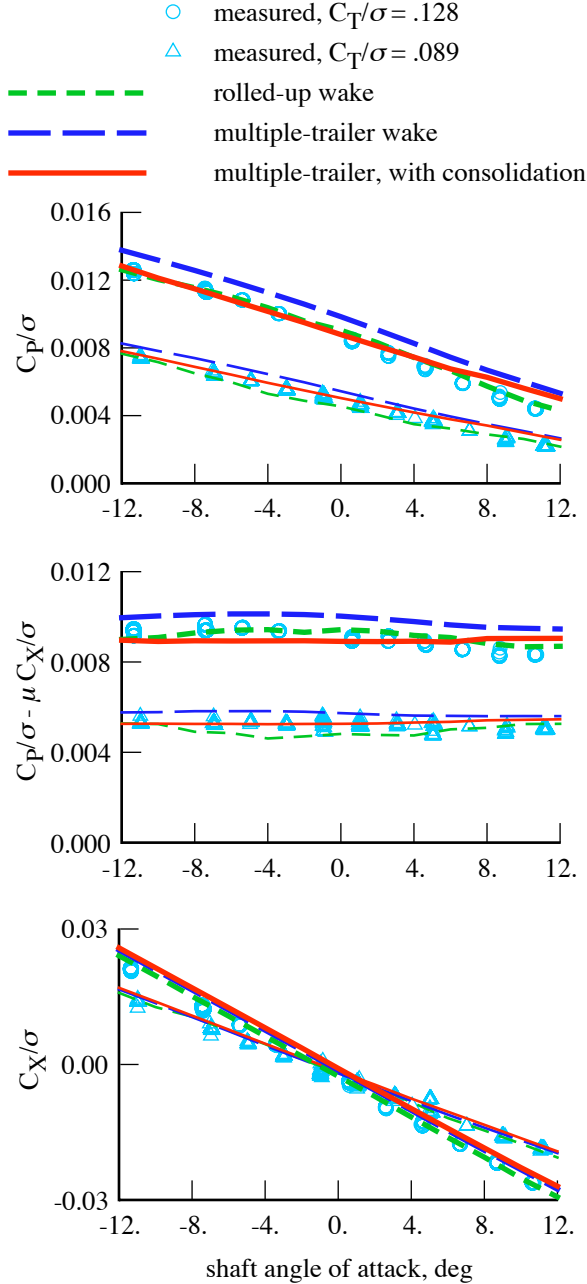 measured, C_T/σ = .128
measured, C_T/σ = .089
rolled-up wake
multiple-trailer wake
multiple-trailer, with consolidation
0.016
0.012
0.008
0.004
0.000
C_P/σ
-12. -8. -4. 0. 4. 8. 12.
0.012
0.008
0.004
0.000
C_P/σ - μ C_X/σ
-12. -8. -4. 0. 4. 8. 12.
0.03
0.00
-0.03
C_X/σ
-12. -8. -4. 0. 4. 8. 12.
shaft angle of attack, deg